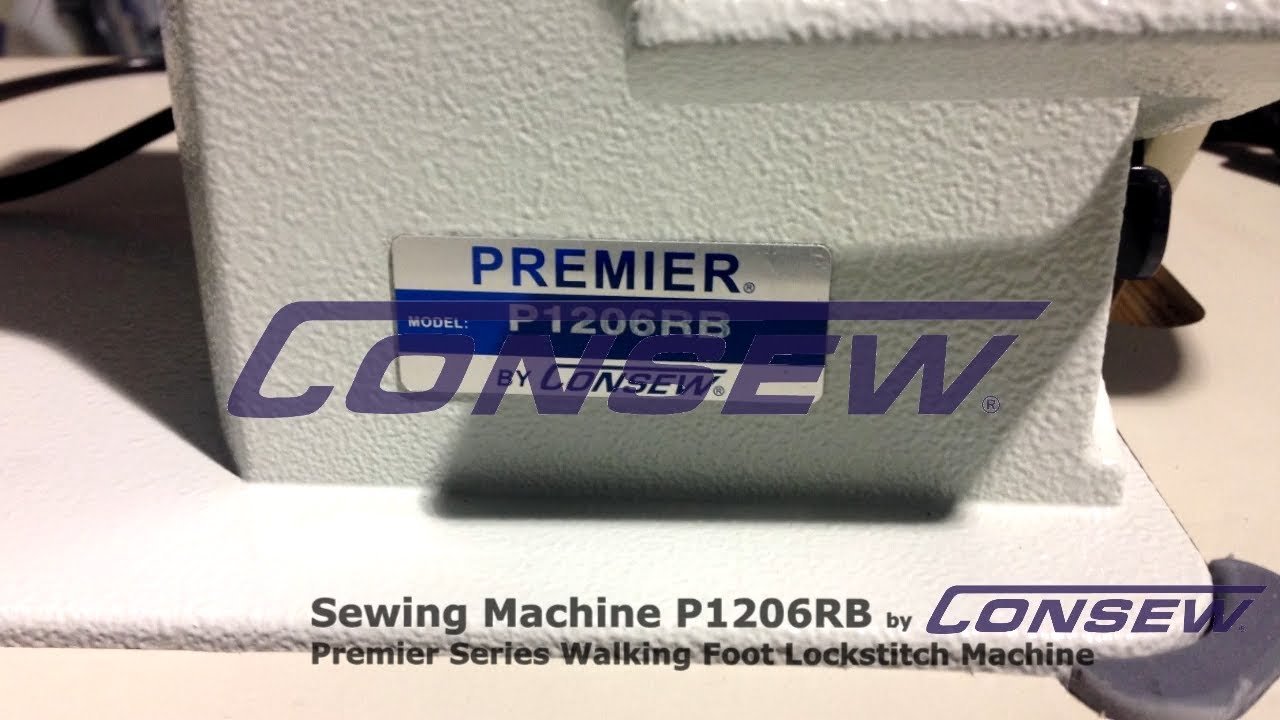 PREMIER®
MODEL: P1206RB
BY CONSEW®
CONSEW®
Sewing Machine P1206RB by CONSEW®
Premier Series Walking Foot Lockstitch Machine